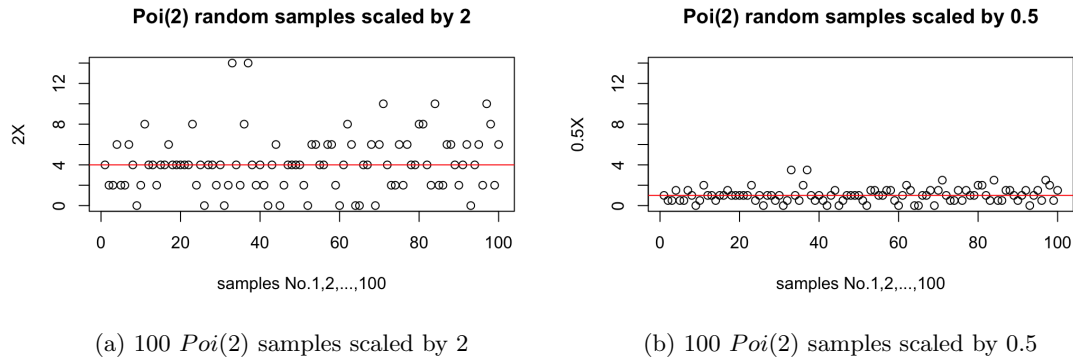 Poi(2) random samples scaled by 2
2X
0 4 8 12
0 20 40 60 80 100
samples No.1,2,...,100
(a) 100 Poi(2) samples scaled by 2
Poi(2) random samples scaled by 0.5
0.5X
0 4 8 12
0 20 40 60 80 100
samples No.1,2,...,100
(b) 100 Poi(2) samples scaled by 0.5